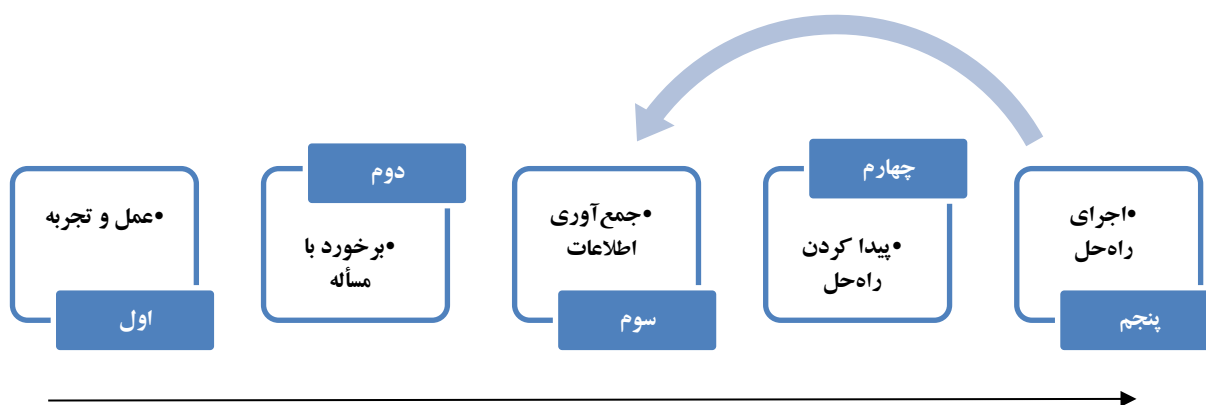 •عمل و تجربه
اول
دوم
•برخورد با
مسأله
•جمع‌آوری
اطلاعات
سوم
چهارم
•پیدا کردن
راه‌حل
•اجرای
راه‌حل
پنجم